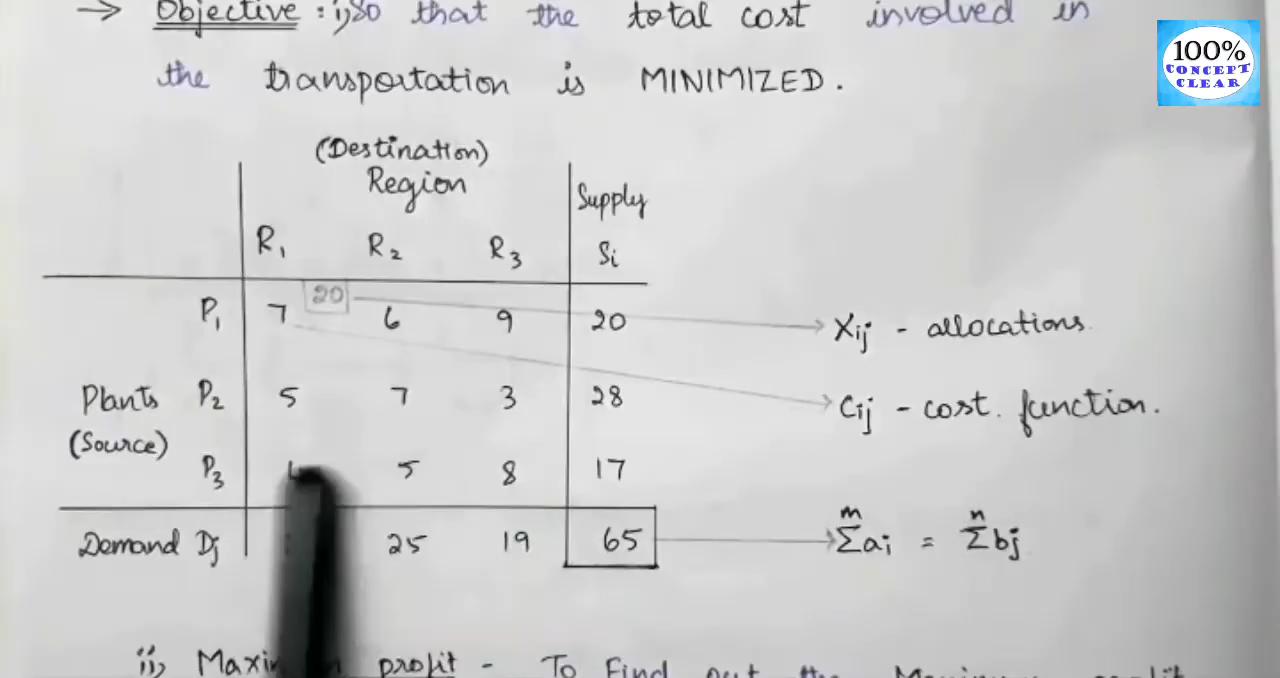 → Objective : i, So that the total cost involved in
the transportation is MINIMIZED.
100%
CONCEPT
CLEAR
(Destination)
Region
Supply
R1 R2 R3 Si
P1 7 20 6 9 20 Xij - allocations.
Plants P2 5 7 3 28 Cij - cost. function.
(Source)
P3 5 8 17
Demand Dj 25 19 65 m Σai = n Σbj
ii, profit - To Find out the